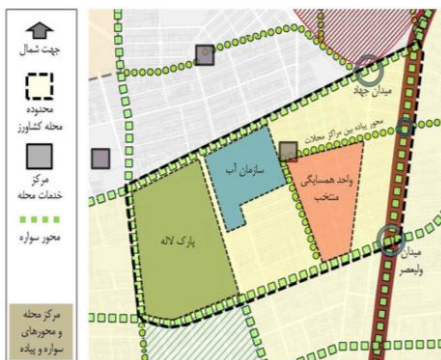 جهت شمال
محدوده
محله کشاورز
مرکز
خدمات محله
محور سواره
مرکز محله
و محورهای
سواره و پیاده
میدان جهاد
محور پیاده بین مراکز محلات
سازمان آب
واحد همسایگی
منتخب
پارک لاله
میدان
ولیعصر